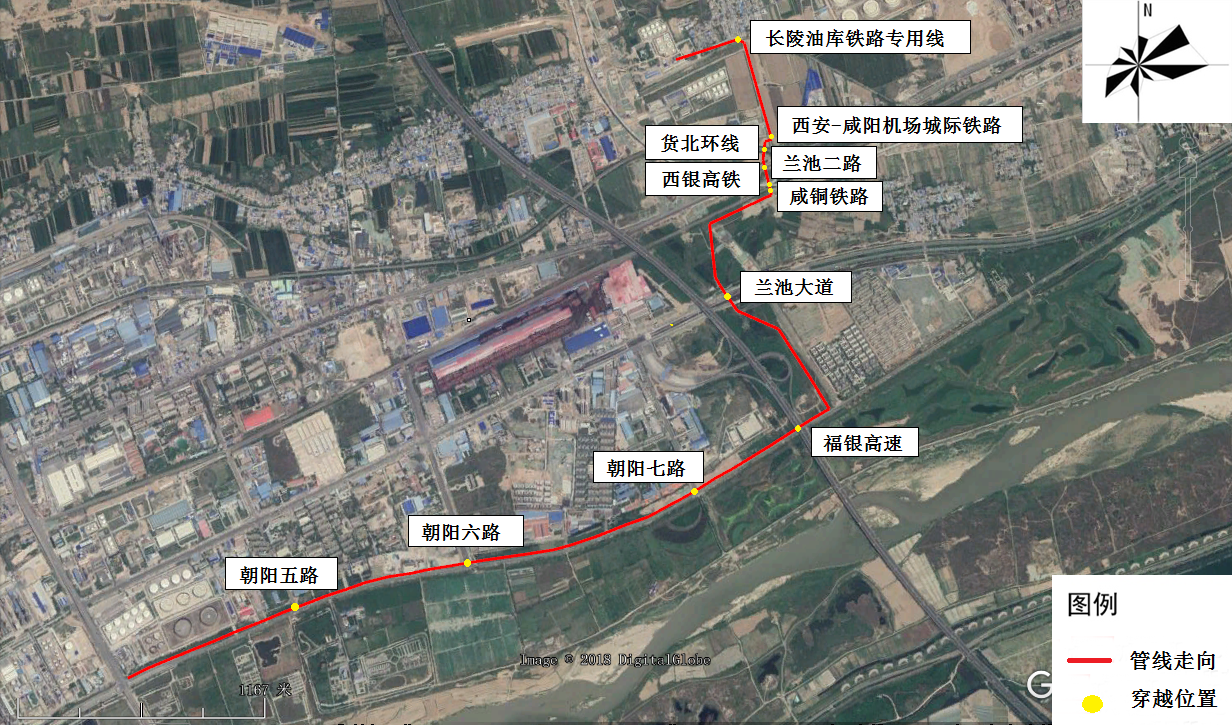 N
长陵油库铁路专用线
西安-咸阳机场城际铁路
货北环线
兰池二路
西银高铁
咸铜铁路
兰池大道
福银高速
朝阳七路
朝阳六路
朝阳五路
图例
管线走向
穿越位置
Image © 2018 DigitalGlobe
1167 米
G